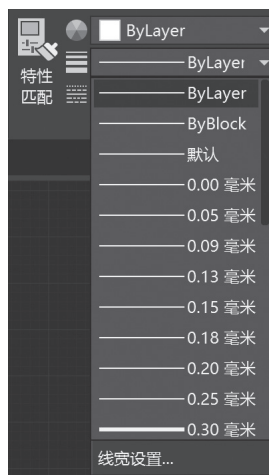 特性
匹配
ByLayer
ByLayer
ByLayer
ByBlock
默认
0.00 毫米
0.05 毫米
0.09 毫米
0.13 毫米
0.15 毫米
0.18 毫米
0.20 毫米
0.25 毫米
0.30 毫米
线宽设置...